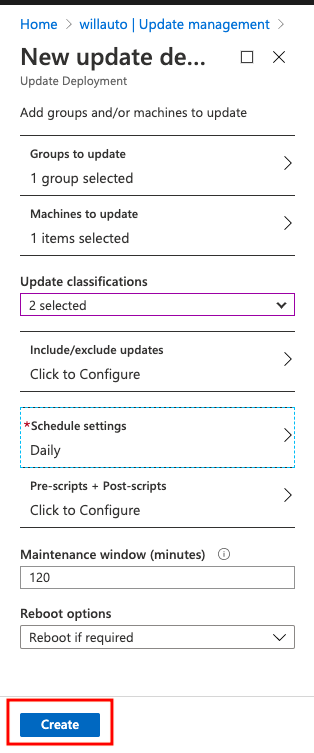 Home > willauto | Update management >
New update de...
Update Deployment
Add groups and/or machines to update
Groups to update
1 group selected
Machines to update
1 items selected
Update classifications
2 selected
Include/exclude updates
Click to Configure
*Schedule settings
Daily
Pre-scripts + Post-scripts
Click to Configure
Maintenance window (minutes)
120
Reboot options
Reboot if required
Create